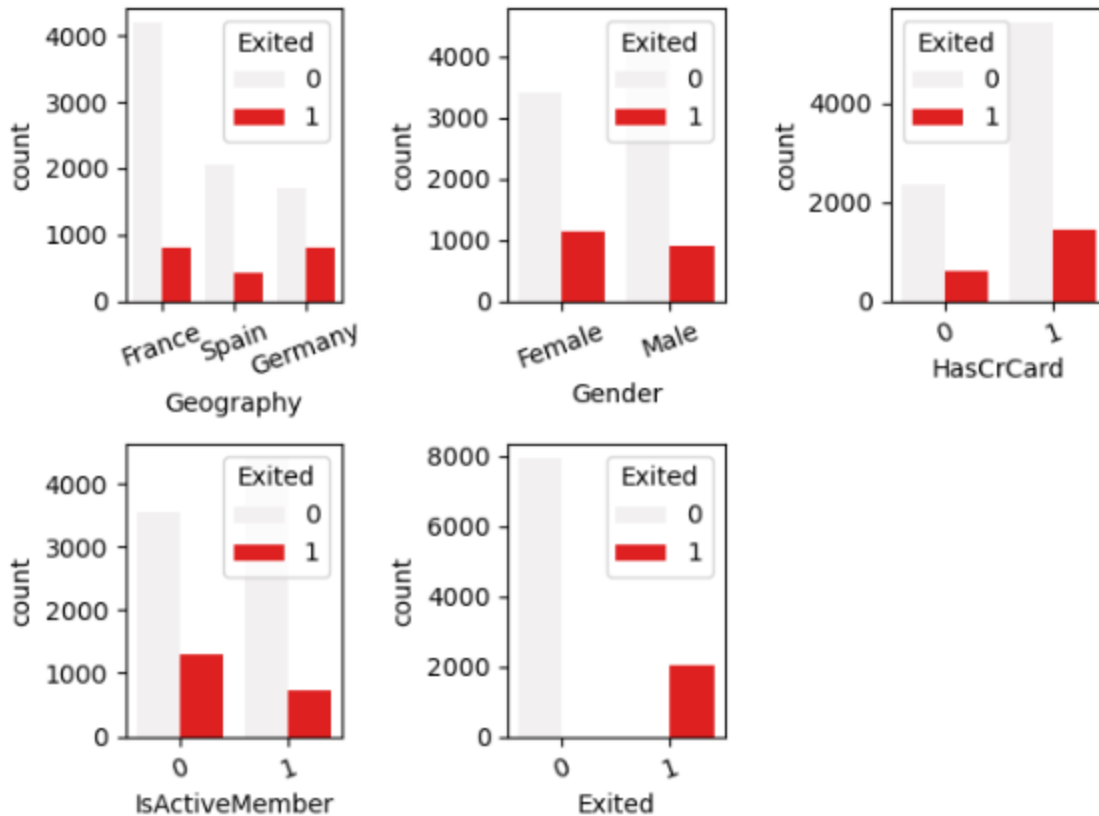 4000
3000
2000
1000
0
count
Exited
0
1
France
Spain
Germany
Geography
4000
3000
2000
1000
0
count
Exited
0
1
Female
Male
Gender
4000
2000
0
count
Exited
0
1
0
1
HasCrCard
4000
3000
2000
1000
0
count
Exited
0
1
0
1
IsActiveMember
8000
6000
4000
2000
0
count
Exited
0
1
0
1
Exited